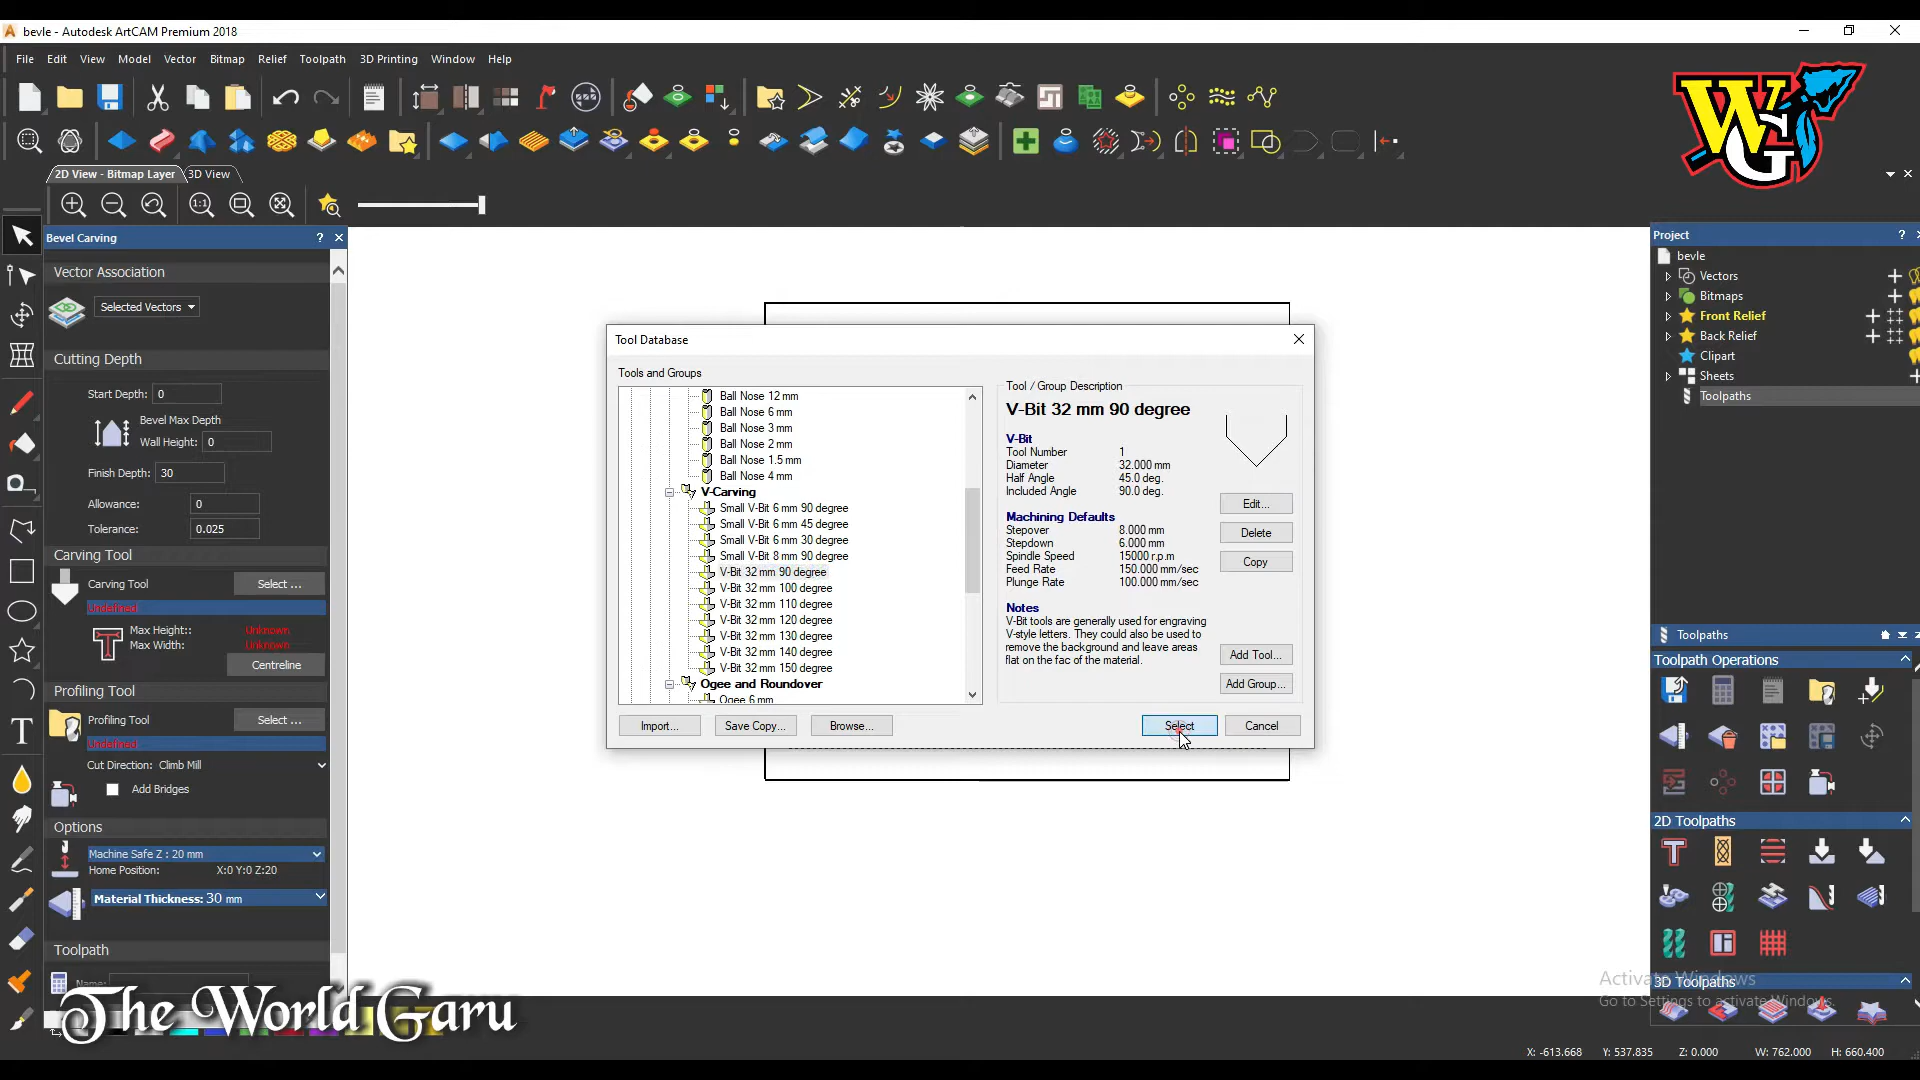 bevle - Autodesk ArtCAM Premium 2018
File Edit View Model Vector Bitmap Relief Toolpath 3D Printing Window Help
WG
2D View - Bitmap Layer 3D View
1:1
Bevel Carving ?
Vector Association
Selected Vectors
Cutting Depth
Start Depth: 0
Bevel Max Depth
Wall Height: 0
Finish Depth: 30
Allowance: 0
Tolerance: 0.025
Carving Tool
Carving Tool Select ...
Undefined
Max Height:: Unknown
Max Width: Unknown
Centreline
Profiling Tool
Profiling Tool Select ...
Undefined
Cut Direction: Climb Mill
Add Bridges
Options
Machine Safe Z : 20 mm
Home Position: X:0 Y:0 Z:20
Material Thickness: 30 mm
Toolpath
Name:
The World Garu
Tool Database
Tools and Groups
Ball Nose 12 mm
Ball Nose 6 mm
Ball Nose 3 mm
Ball Nose 2 mm
Ball Nose 1.5 mm
Ball Nose 4 mm
V-Carving
Small V-Bit 6 mm 90 degree
Small V-Bit 6 mm 45 degree
Small V-Bit 6 mm 30 degree
Small V-Bit 8 mm 90 degree
V-Bit 32 mm 90 degree
V-Bit 32 mm 100 degree
V-Bit 32 mm 110 degree
V-Bit 32 mm 120 degree
V-Bit 32 mm 130 degree
V-Bit 32 mm 140 degree
V-Bit 32 mm 150 degree
Ogee and Roundover
Ogee 6 mm
Import... Save Copy... Browse...
Tool / Group Description
V-Bit 32 mm 90 degree
V-Bit
Tool Number 1
Diameter 32.000 mm
Half Angle 45.0 deg.
Included Angle 90.0 deg.
Machining Defaults
Stepover 8.000 mm
Stepdown 6.000 mm
Spindle Speed 15000 r.p.m
Feed Rate 150.000 mm/sec
Plunge Rate 100.000 mm/sec
Notes
V-Bit tools are generally used for engraving
V-style letters. They could also be used to
remove the background and leave areas
flat on the fac of the material.
Edit...
Delete
Copy
Add Tool...
Add Group...
Select Cancel
Project ?
bevle
Vectors
Bitmaps
Front Relief
Back Relief
Clipart
Sheets
Toolpaths
Toolpaths
Toolpath Operations
2D Toolpaths
3D Toolpaths
Activate Windows
Go to Settings to activate Windows.
X: -613.668 Y: 537.835 Z: 0.000 W: 762.000 H: 660.400